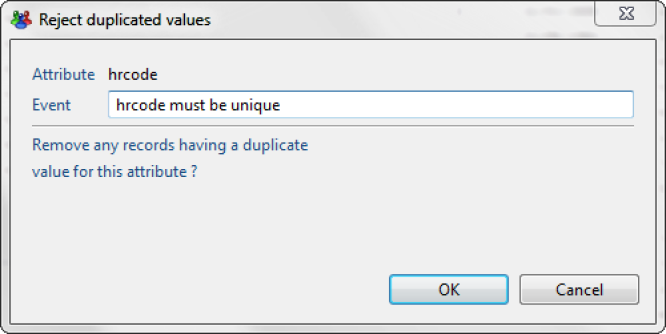 Reject duplicated values
Attribute hrcode
Event hrcode must be unique
Remove any records having a duplicate
value for this attribute ?
OK Cancel